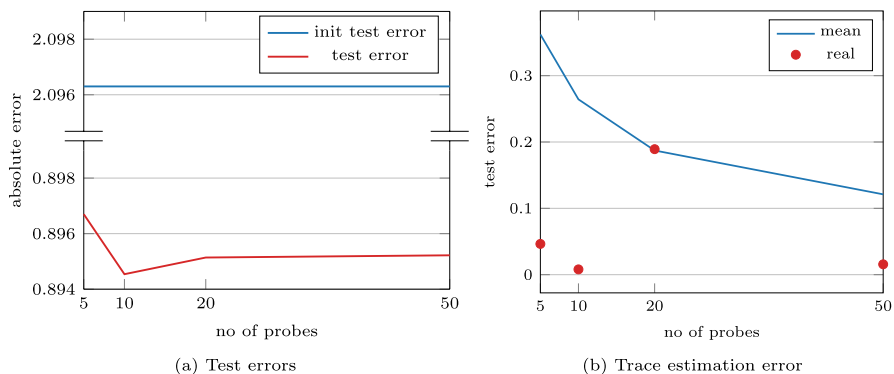 2.098
2.096
0.898
0.896
0.894
absolute error
init test error
test error
5 10 20 50
no of probes
(a) Test errors
0.3
0.2
0.1
0
test error
mean
real
5 10 20 50
no of probes
(b) Trace estimation error